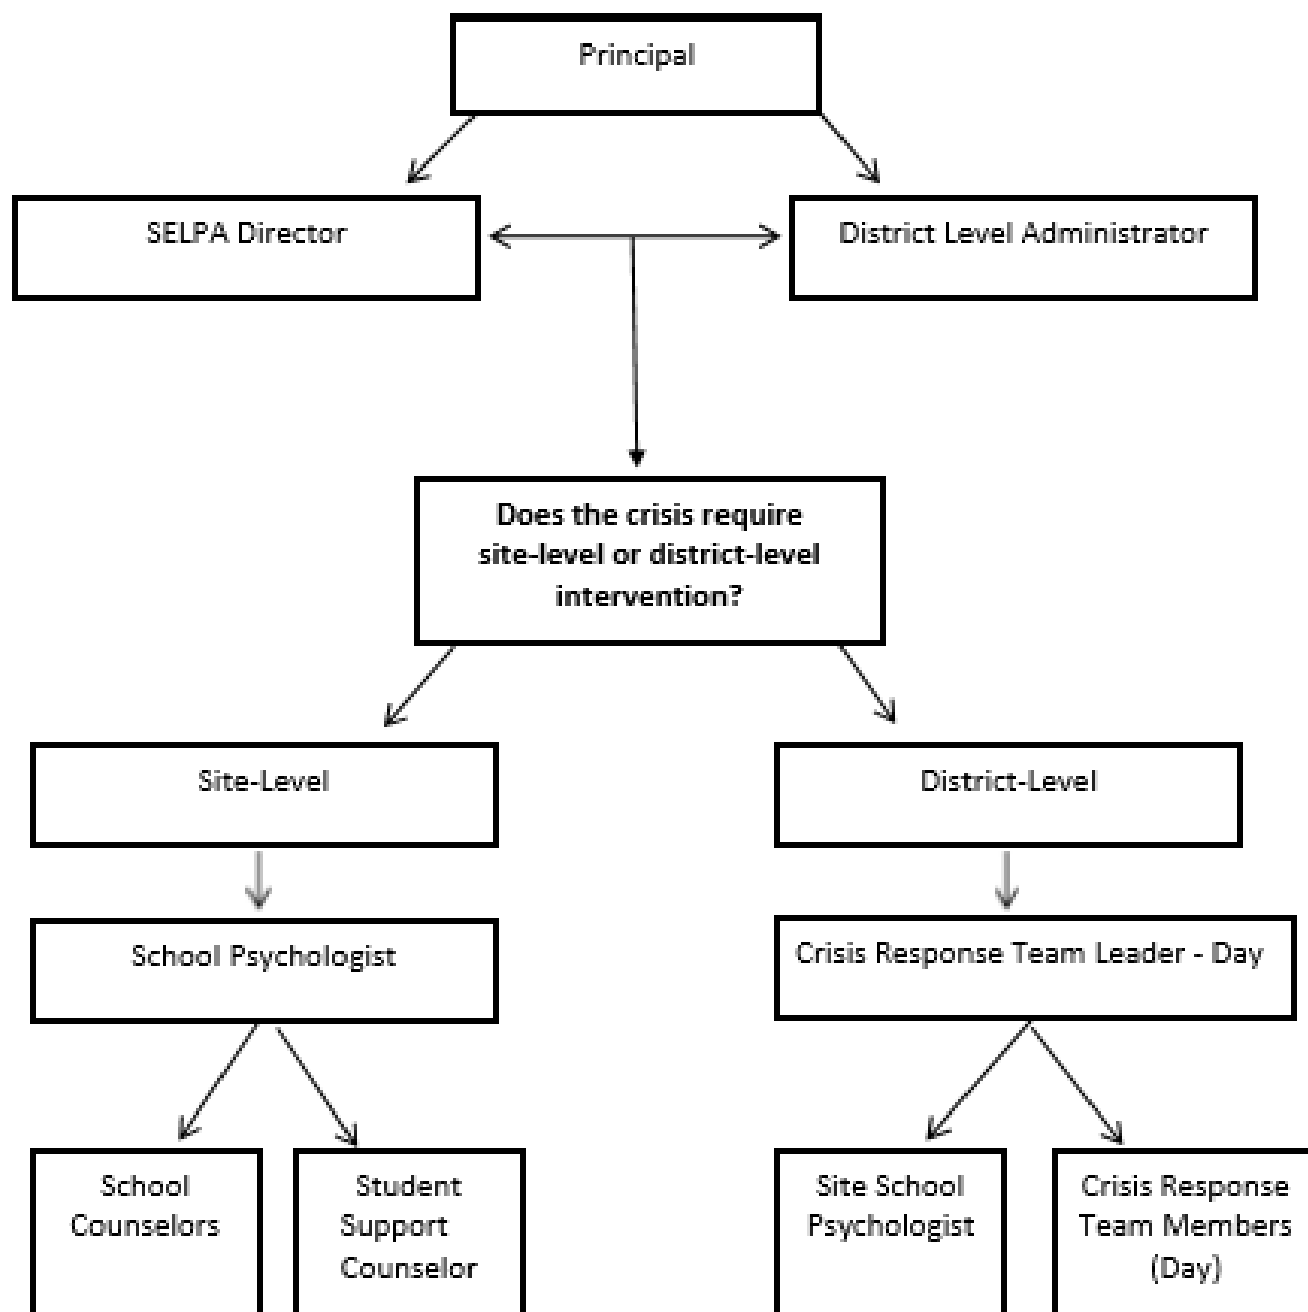 Principal
SELPA Director
District Level Administrator
Does the crisis require
site-level or district-level
intervention?
Site-Level
District-Level
School Psychologist
Crisis Response Team Leader - Day
School
Counselors
Student
Support
Counselor
Site School
Psychologist
Crisis Response
Team Members
(Day)